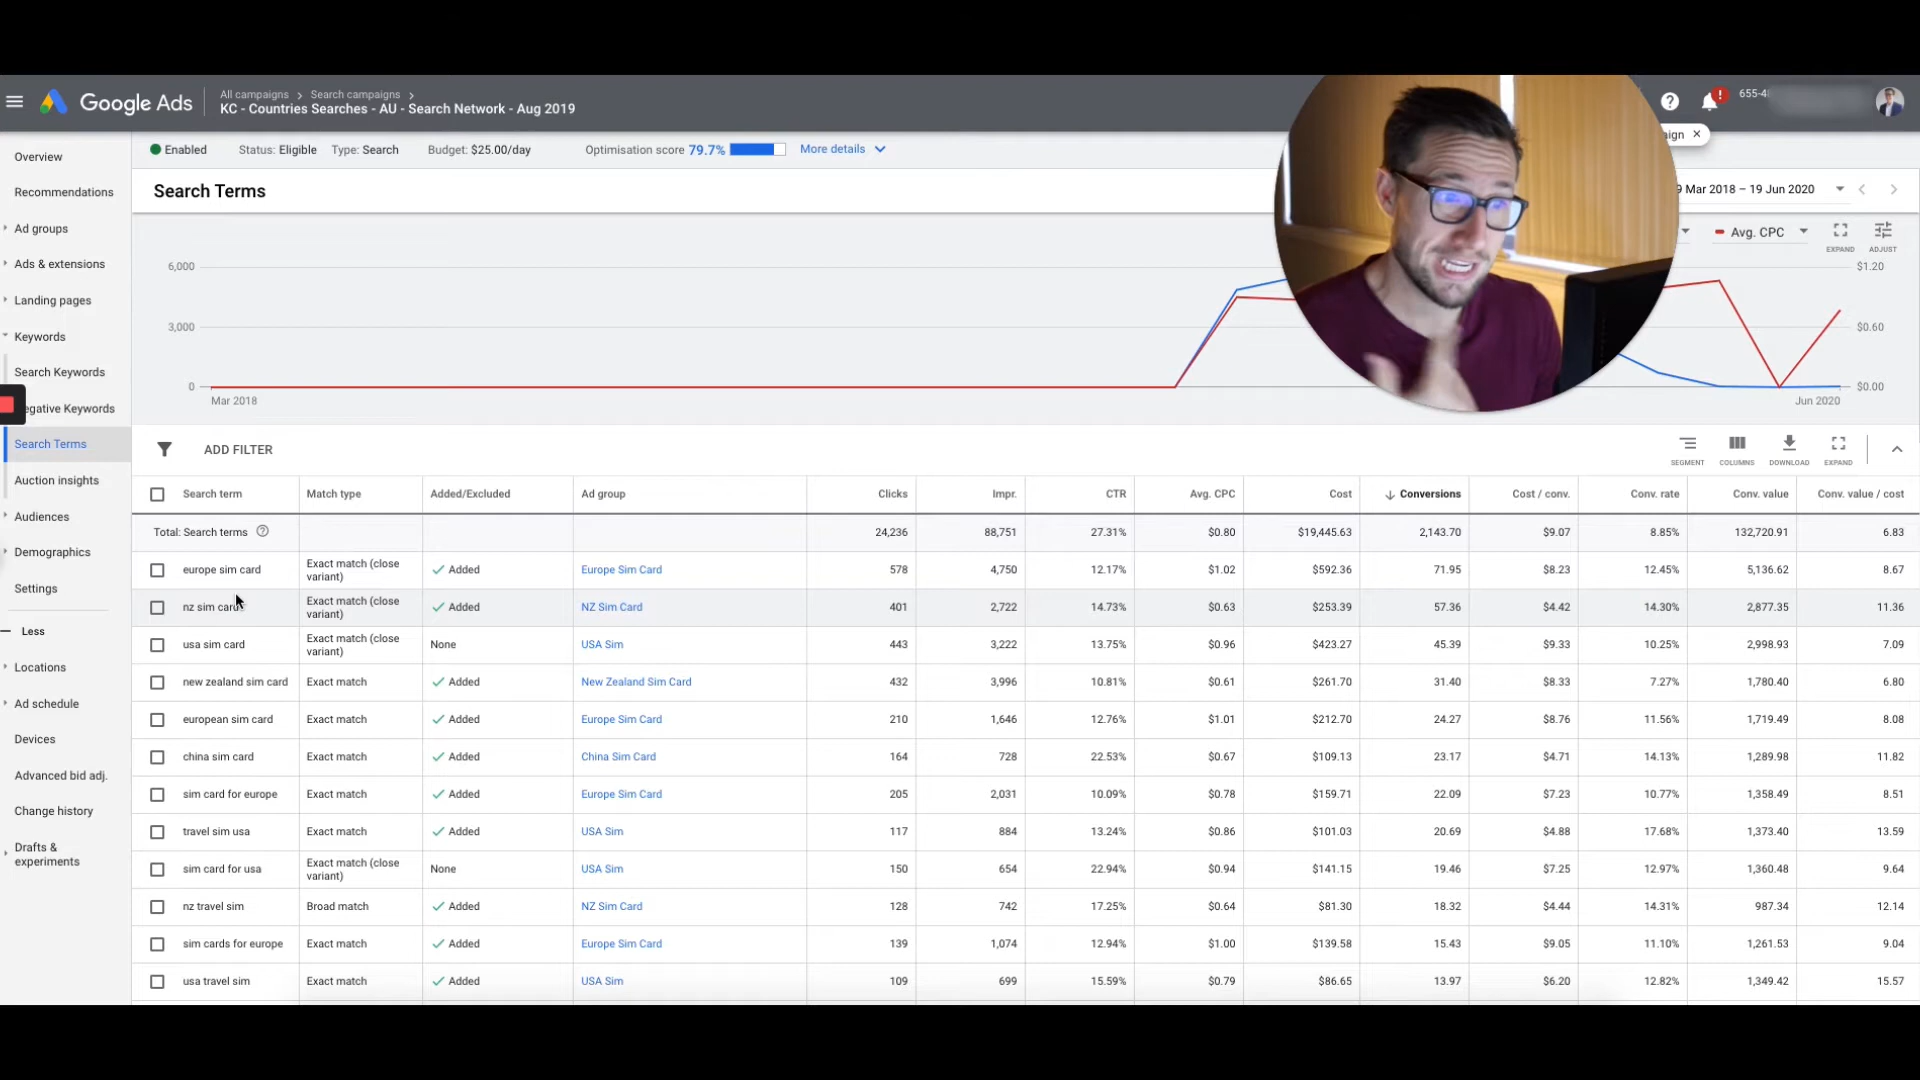 Google Ads
All campaigns > Search campaigns >
KC - Countries Searches - AU - Search Network - Aug 2019
655-4
Enabled Status: Eligible Type: Search Budget: $25.00/day Optimisation score 79.7% More details
Search Terms
9 Mar 2018 – 19 Jun 2020
Avg. CPC
EXPAND ADJUST
6,000 $1.20
3,000 $0.60
0 $0.00
Mar 2018 Jun 2020
Overview
Recommendations
Ad groups
Ads & extensions
Landing pages
Keywords
Search Keywords
egative Keywords
Search Terms
Auction insights
Audiences
Demographics
Settings
Less
Locations
Ad schedule
Devices
Advanced bid adj.
Change history
Drafts &
experiments
ADD FILTER
SEGMENT COLUMNS DOWNLOAD EXPAND
Search term Match type Added/Excluded Ad group Clicks Impr. CTR Avg. CPC Cost Conversions Cost / conv. Conv. rate Conv. value Conv. value / cost
Total: Search terms 24,236 88,751 27.31% $0.80 $19,445.63 2,143.70 $9.07 8.85% 132,720.91 6.83
europe sim card Exact match (close variant) Added Europe Sim Card 578 4,750 12.17% $1.02 $592.36 71.95 $8.23 12.45% 5,136.62 8.67
nz sim card Exact match (close variant) Added NZ Sim Card 401 2,722 14.73% $0.63 $253.39 57.36 $4.42 14.30% 2,877.35 11.36
usa sim card Exact match (close variant) None USA Sim 443 3,222 13.75% $0.96 $423.27 45.39 $9.33 10.25% 2,998.93 7.09
new zealand sim card Exact match Added New Zealand Sim Card 432 3,996 10.81% $0.61 $261.70 31.40 $8.33 7.27% 1,780.40 6.80
european sim card Exact match Added Europe Sim Card 210 1,646 12.76% $1.01 $212.70 24.27 $8.76 11.56% 1,719.49 8.08
china sim card Exact match Added China Sim Card 164 728 22.53% $0.67 $109.13 23.17 $4.71 14.13% 1,289.98 11.82
sim card for europe Exact match Added Europe Sim Card 205 2,031 10.09% $0.78 $159.71 22.09 $7.23 10.77% 1,358.49 8.51
travel sim usa Exact match Added USA Sim 117 884 13.24% $0.86 $101.03 20.69 $4.88 17.68% 1,373.40 13.59
sim card for usa Exact match (close variant) None USA Sim 150 654 22.94% $0.94 $141.15 19.46 $7.25 12.97% 1,360.48 9.64
nz travel sim Broad match Added NZ Sim Card 128 742 17.25% $0.64 $81.30 18.32 $4.44 14.31% 987.34 12.14
sim cards for europe Exact match Added Europe Sim Card 139 1,074 12.94% $1.00 $139.58 15.43 $9.05 11.10% 1,261.53 9.04
usa travel sim Exact match Added USA Sim 109 699 15.59% $0.79 $86.65 13.97 $6.20 12.82% 1,349.42 15.57